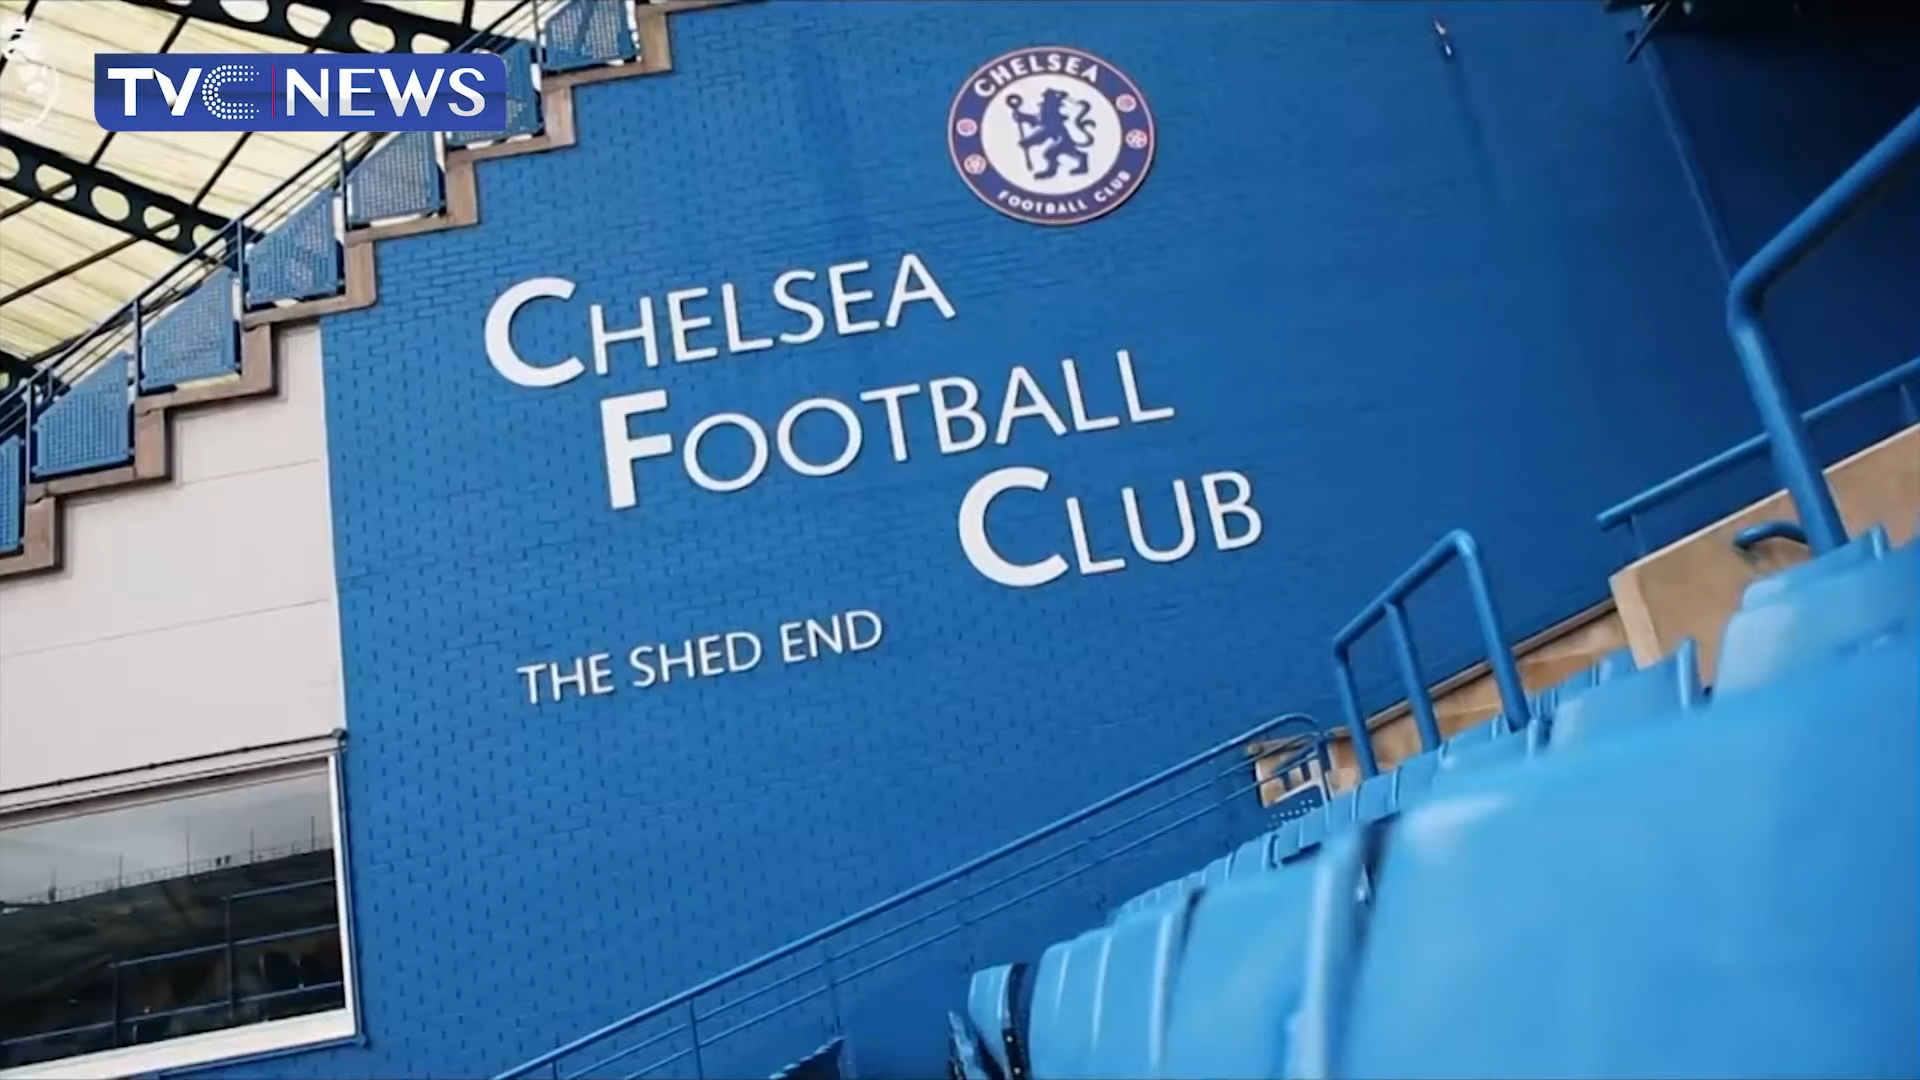 TVC NEWS
CHELSEA
FOOTBALL CLUB
CHELSEA
FOOTBALL
CLUB
THE SHED END